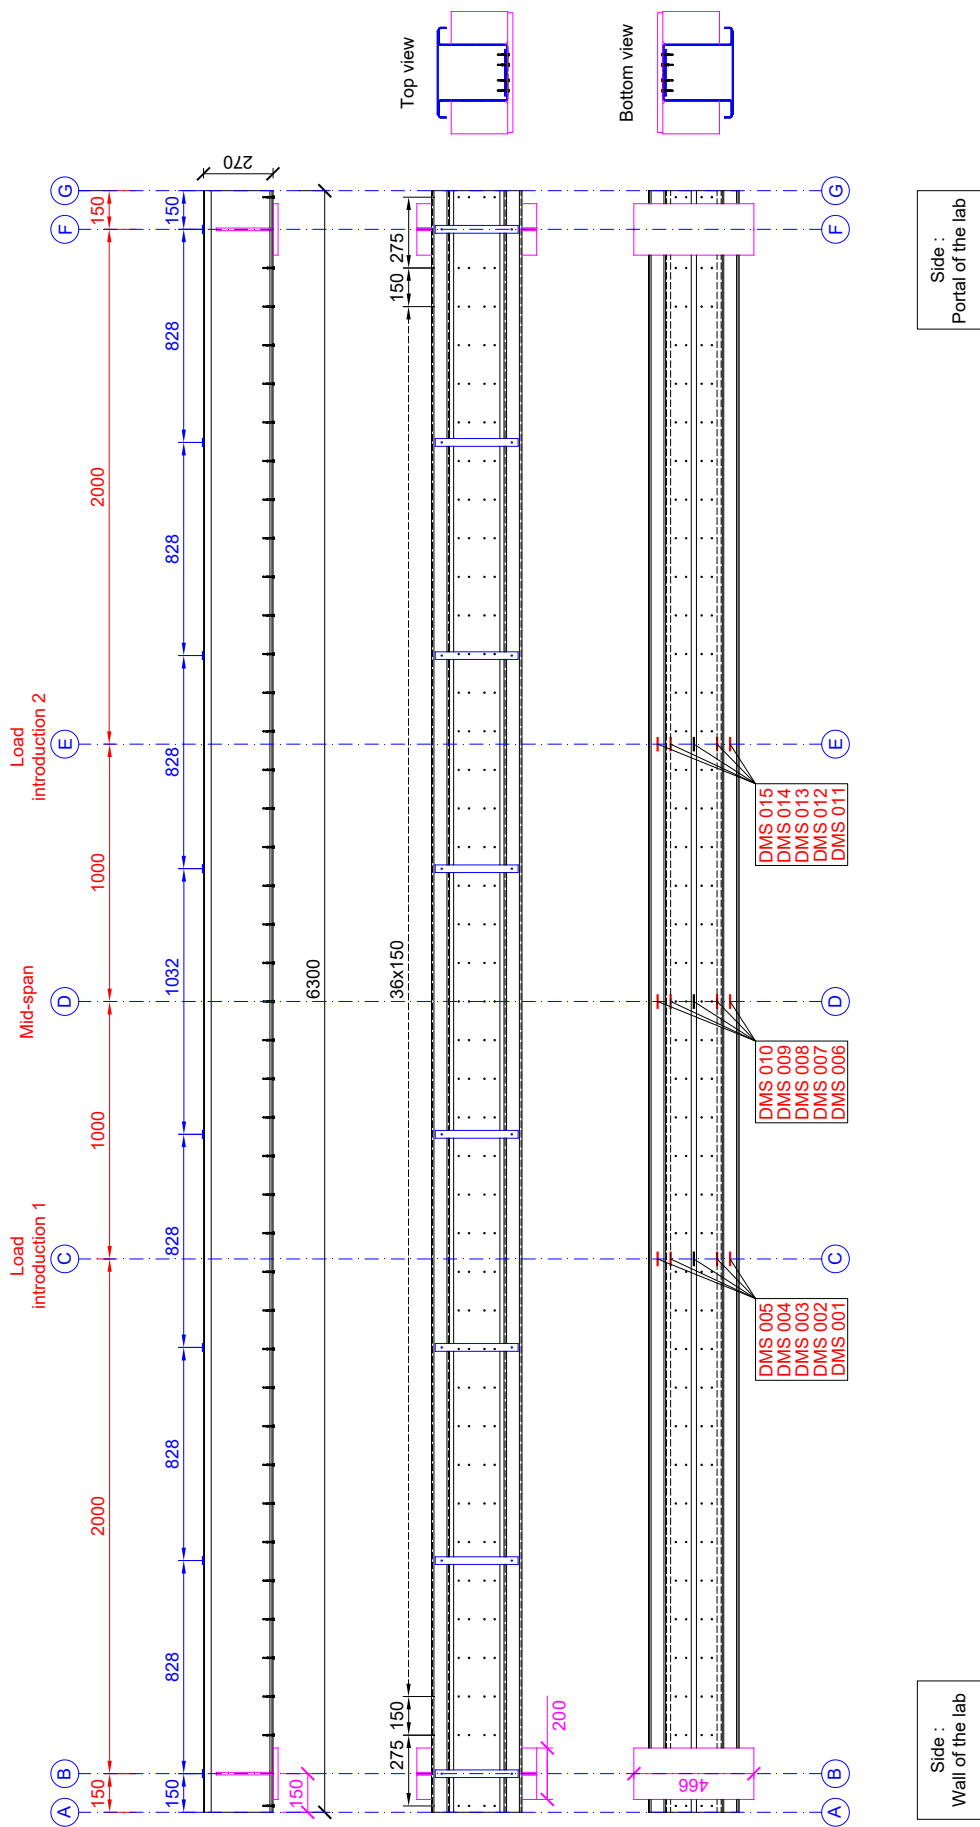 Load
introduction 1
Mid-span
Load
introduction 2
A
B
C
D
E
F
G
150
2000
1000
1000
2000
150
150
828
828
828
1032
828
828
828
150
270
150
6300
Top view
275
150
36x150
150
275
200
Bottom view
466
DMS 005
DMS 004
DMS 003
DMS 002
DMS 001
DMS 010
DMS 009
DMS 008
DMS 007
DMS 006
DMS 015
DMS 014
DMS 013
DMS 012
DMS 011
A
B
C
D
E
F
G
Side :
Wall of the lab
Side :
Portal of the lab